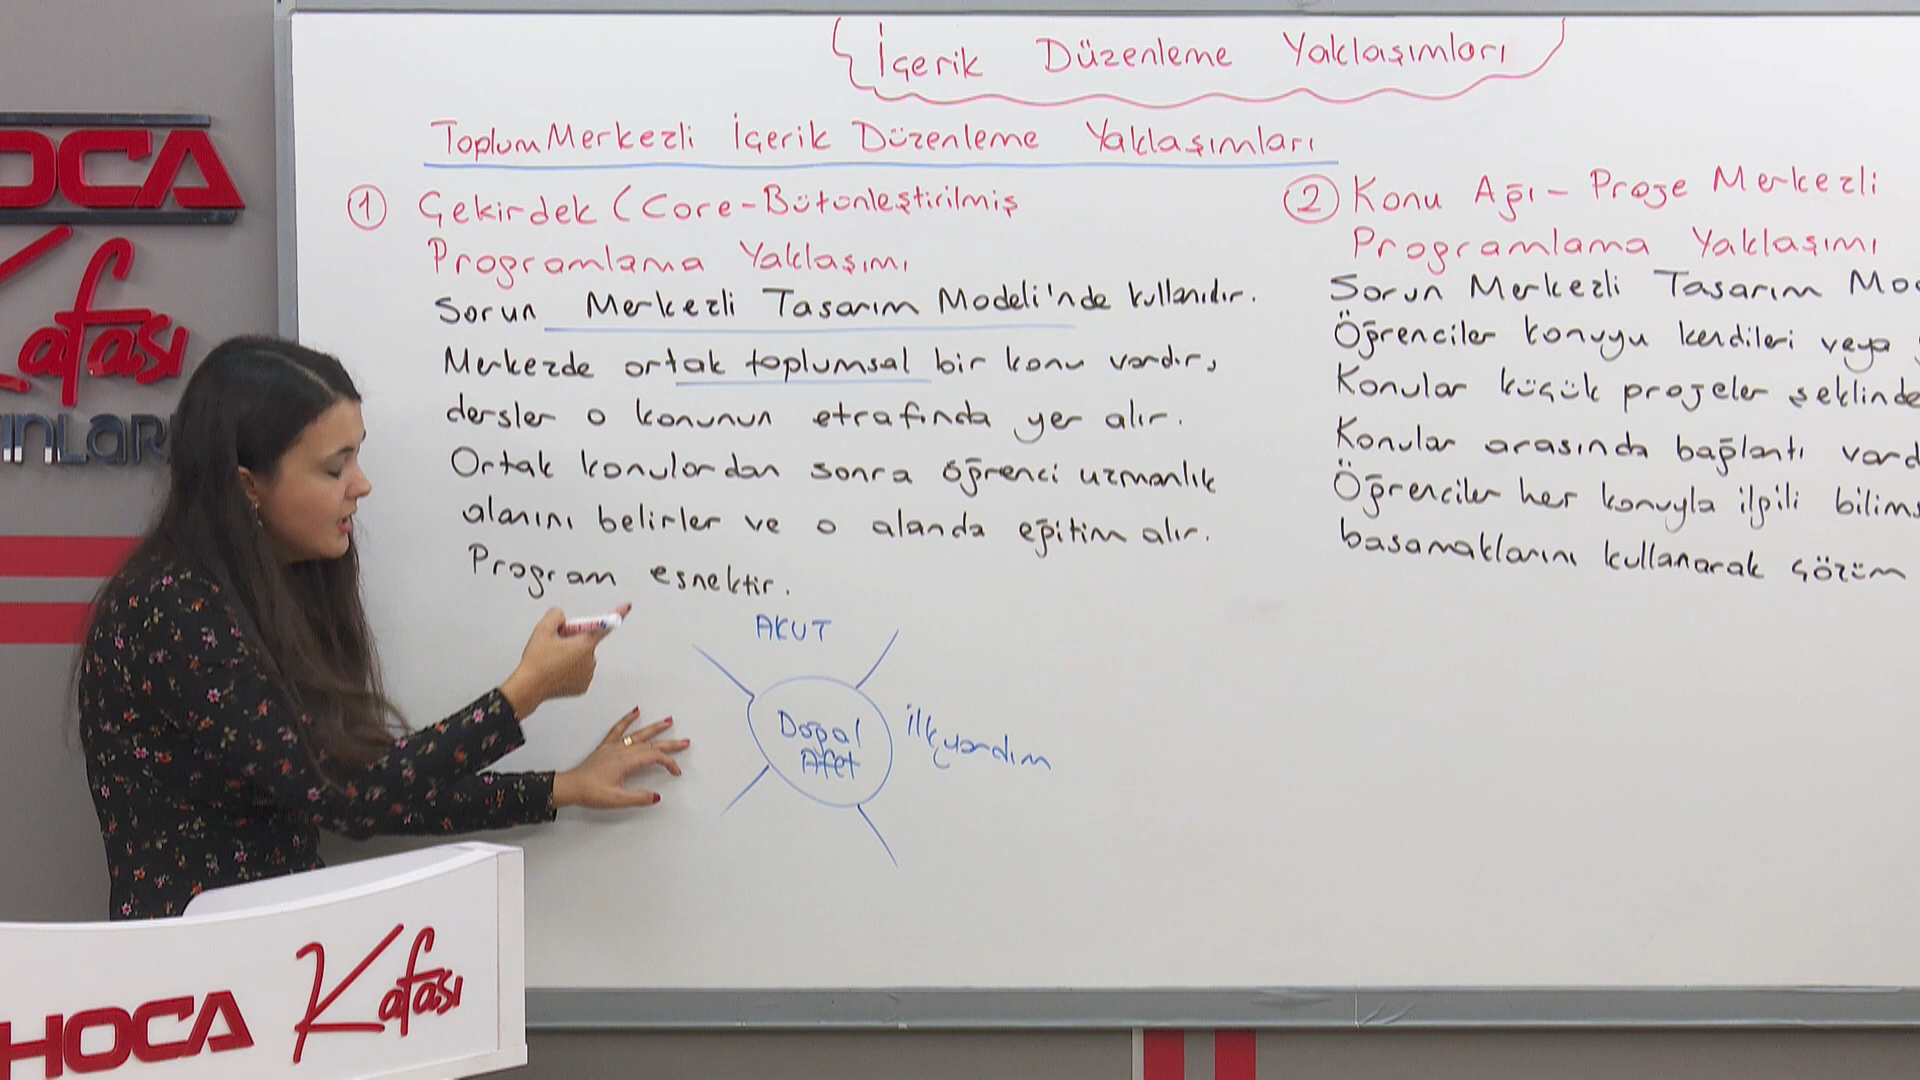 İçerik Düzenleme Yaklaşımları
Toplum Merkezli İçerik Düzenleme Yaklaşımları
① Çekirdek (Core-Bütünleştirilmiş
Programlama Yaklaşımı
Sorun Merkezli Tasarım Modeli'nde kullanılır.
Merkezde ortak toplumsal bir konu vardır,
dersler o konunun etrafında yer alır.
Ortak konulardan sonra öğrenci uzmanlık
alanını belirler ve o alanda eğitim alır.
Program esnektir.
AKUT
Doğal
Afet
ilkyardım
② Konu Ağı - Proje Merkezli
Programlama Yaklaşımı
Sorun Merkezli Tasarım Mo
Öğrenciler konuyu kendileri veya
Konular küçük projeler şeklinde
Konular arasında bağlantı vard
Öğrenciler her konuyla ilgili bilims
basamaklarını kullanarak çözüm
HOCA
Kafası
YINLARI
HOCA Kafası